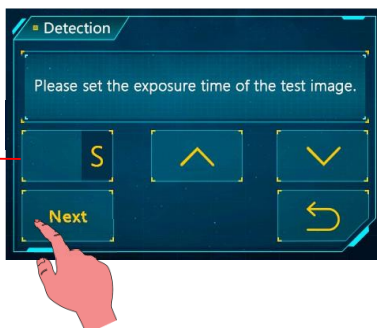 Detection
Please set the exposure time of the test image.
S
Next